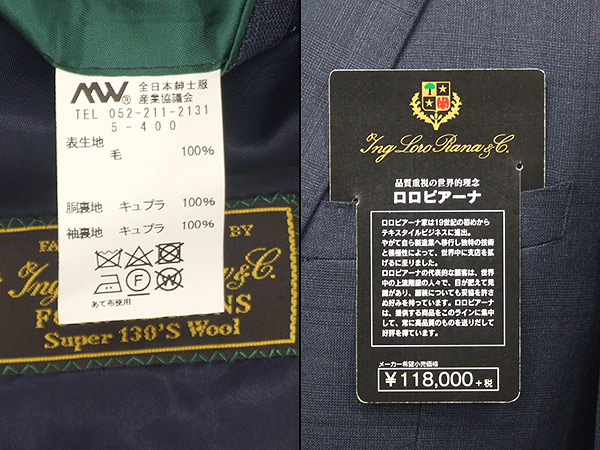 MW® 全日本紳士服
産業協議会
TEL 052-211-2131
5-400
表生地
毛 100%
胴裏地 キュプラ 100%
袖裏地 キュプラ 100%
あて布使用
BY
& C.
Super 130'S Wool
Ing. Loro Piana & C.
品質重視の世界的理念
ロロピアーナ
ロロピアーナ家は19世紀の初めから
テキスタイルビジネスに進出。
やがて自ら製造業へ移行し独特の技術
と積極性によって、世界中に支店を拡
げるに至りました。
ロロピアーナの代表的な顧客は、世界
中の上流階級の人々で、目が肥えて見
識があり、服装についても妥協を許さ
ぬ好みを持っています。ロロピアーナ
は、提供する商品をこのラインに集中
して、常に高品質のものを送りだして
好評を得ています。
メーカー希望小売価格
¥118,000+税